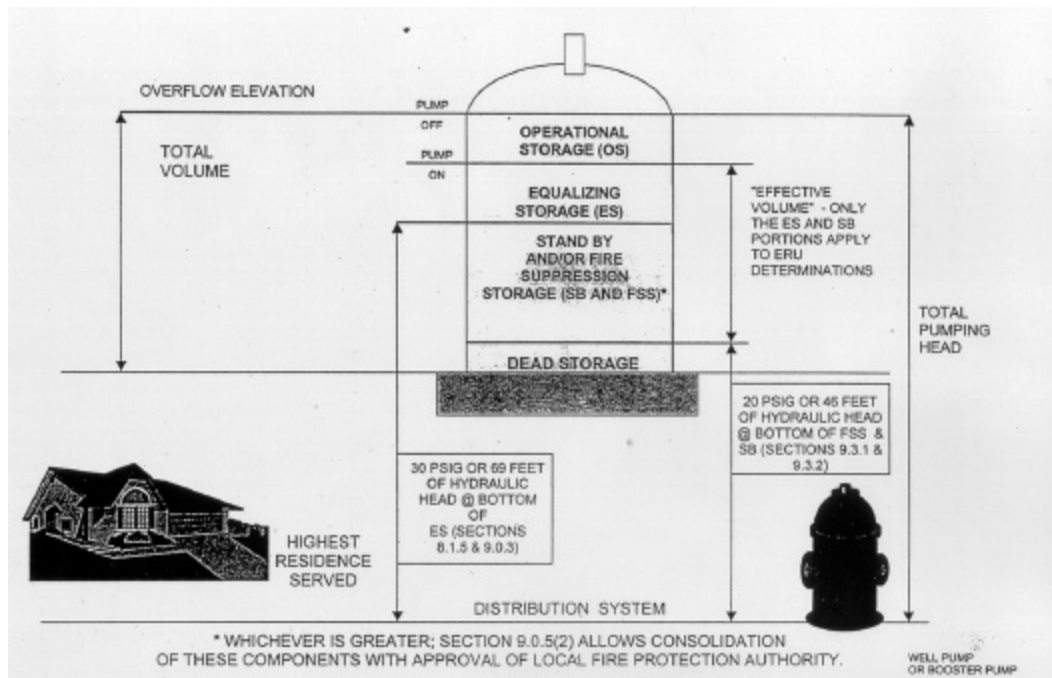 OVERFLOW ELEVATION
PUMP
OFF
TOTAL
VOLUME
OPERATIONAL
STORAGE (OS)
PUMP
ON
EQUALIZING
STORAGE (ES)
"EFFECTIVE
VOLUME" - ONLY
THE ES AND SB
PORTIONS APPLY
TO ERU
DETERMINATIONS
STAND BY
AND/OR FIRE
SUPPRESSION
STORAGE (SB AND FSS)*
TOTAL
PUMPING
HEAD
DEAD STORAGE
20 PSIG OR 46 FEET
OF HYDRAULIC HEAD
@ BOTTOM OF FSS &
SB (SECTIONS 9.3.1 &
9.3.2)
30 PSIG OR 69 FEET
OF HYDRAULIC
HEAD @ BOTTOM
OF
ES (SECTIONS
8.1.5 & 9.0.3)
HIGHEST
RESIDENCE
SERVED
DISTRIBUTION SYSTEM
* WHICHEVER IS GREATER; SECTION 9.0.5(2) ALLOWS CONSOLIDATION
OF THESE COMPONENTS WITH APPROVAL OF LOCAL FIRE PROTECTION AUTHORITY.
WELL PUMP
OR BOOSTER PUMP